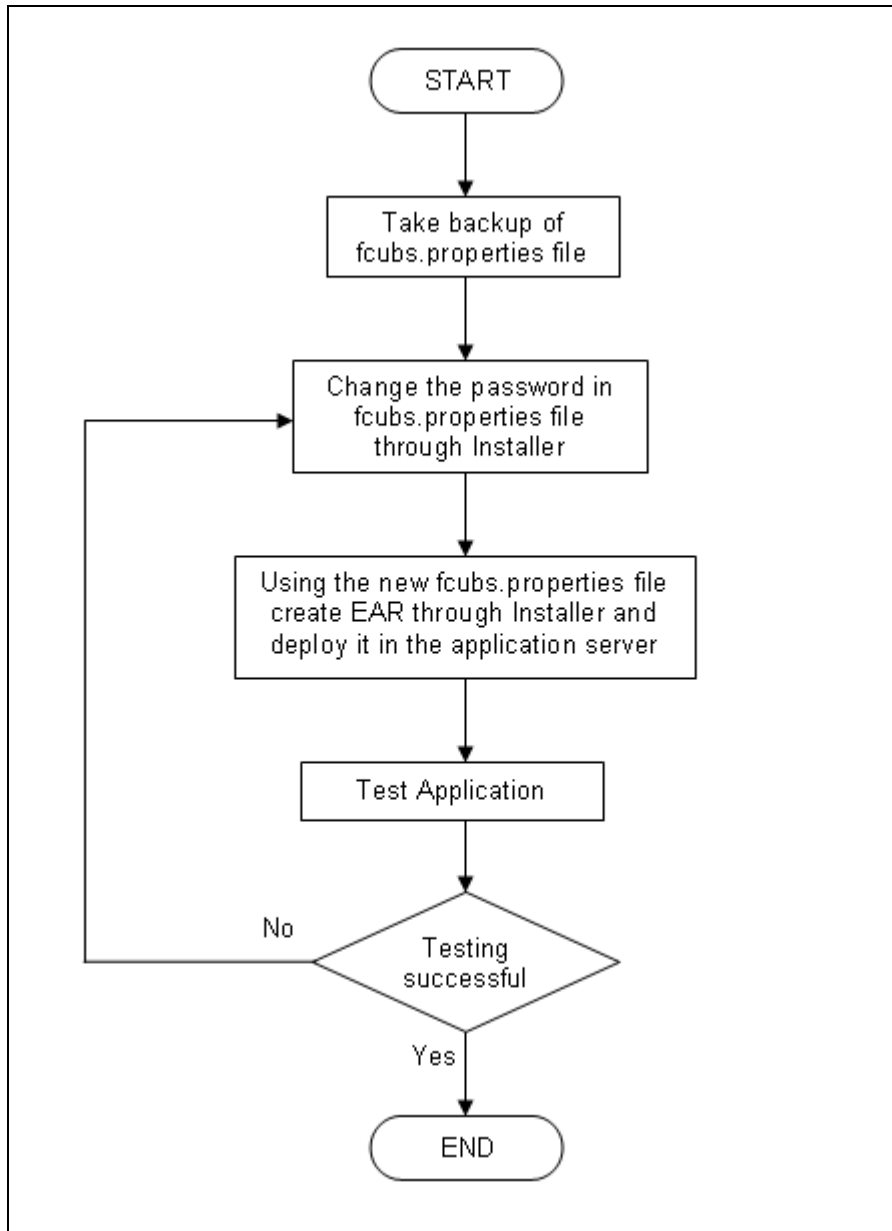 START
Take backup of
fcubs.properties file
Change the password in
fcubs.properties file
through Installer
Using the new fcubs.properties file
create EAR through Installer and
deploy it in the application server
Test Application
No
Testing
successful
Yes
END